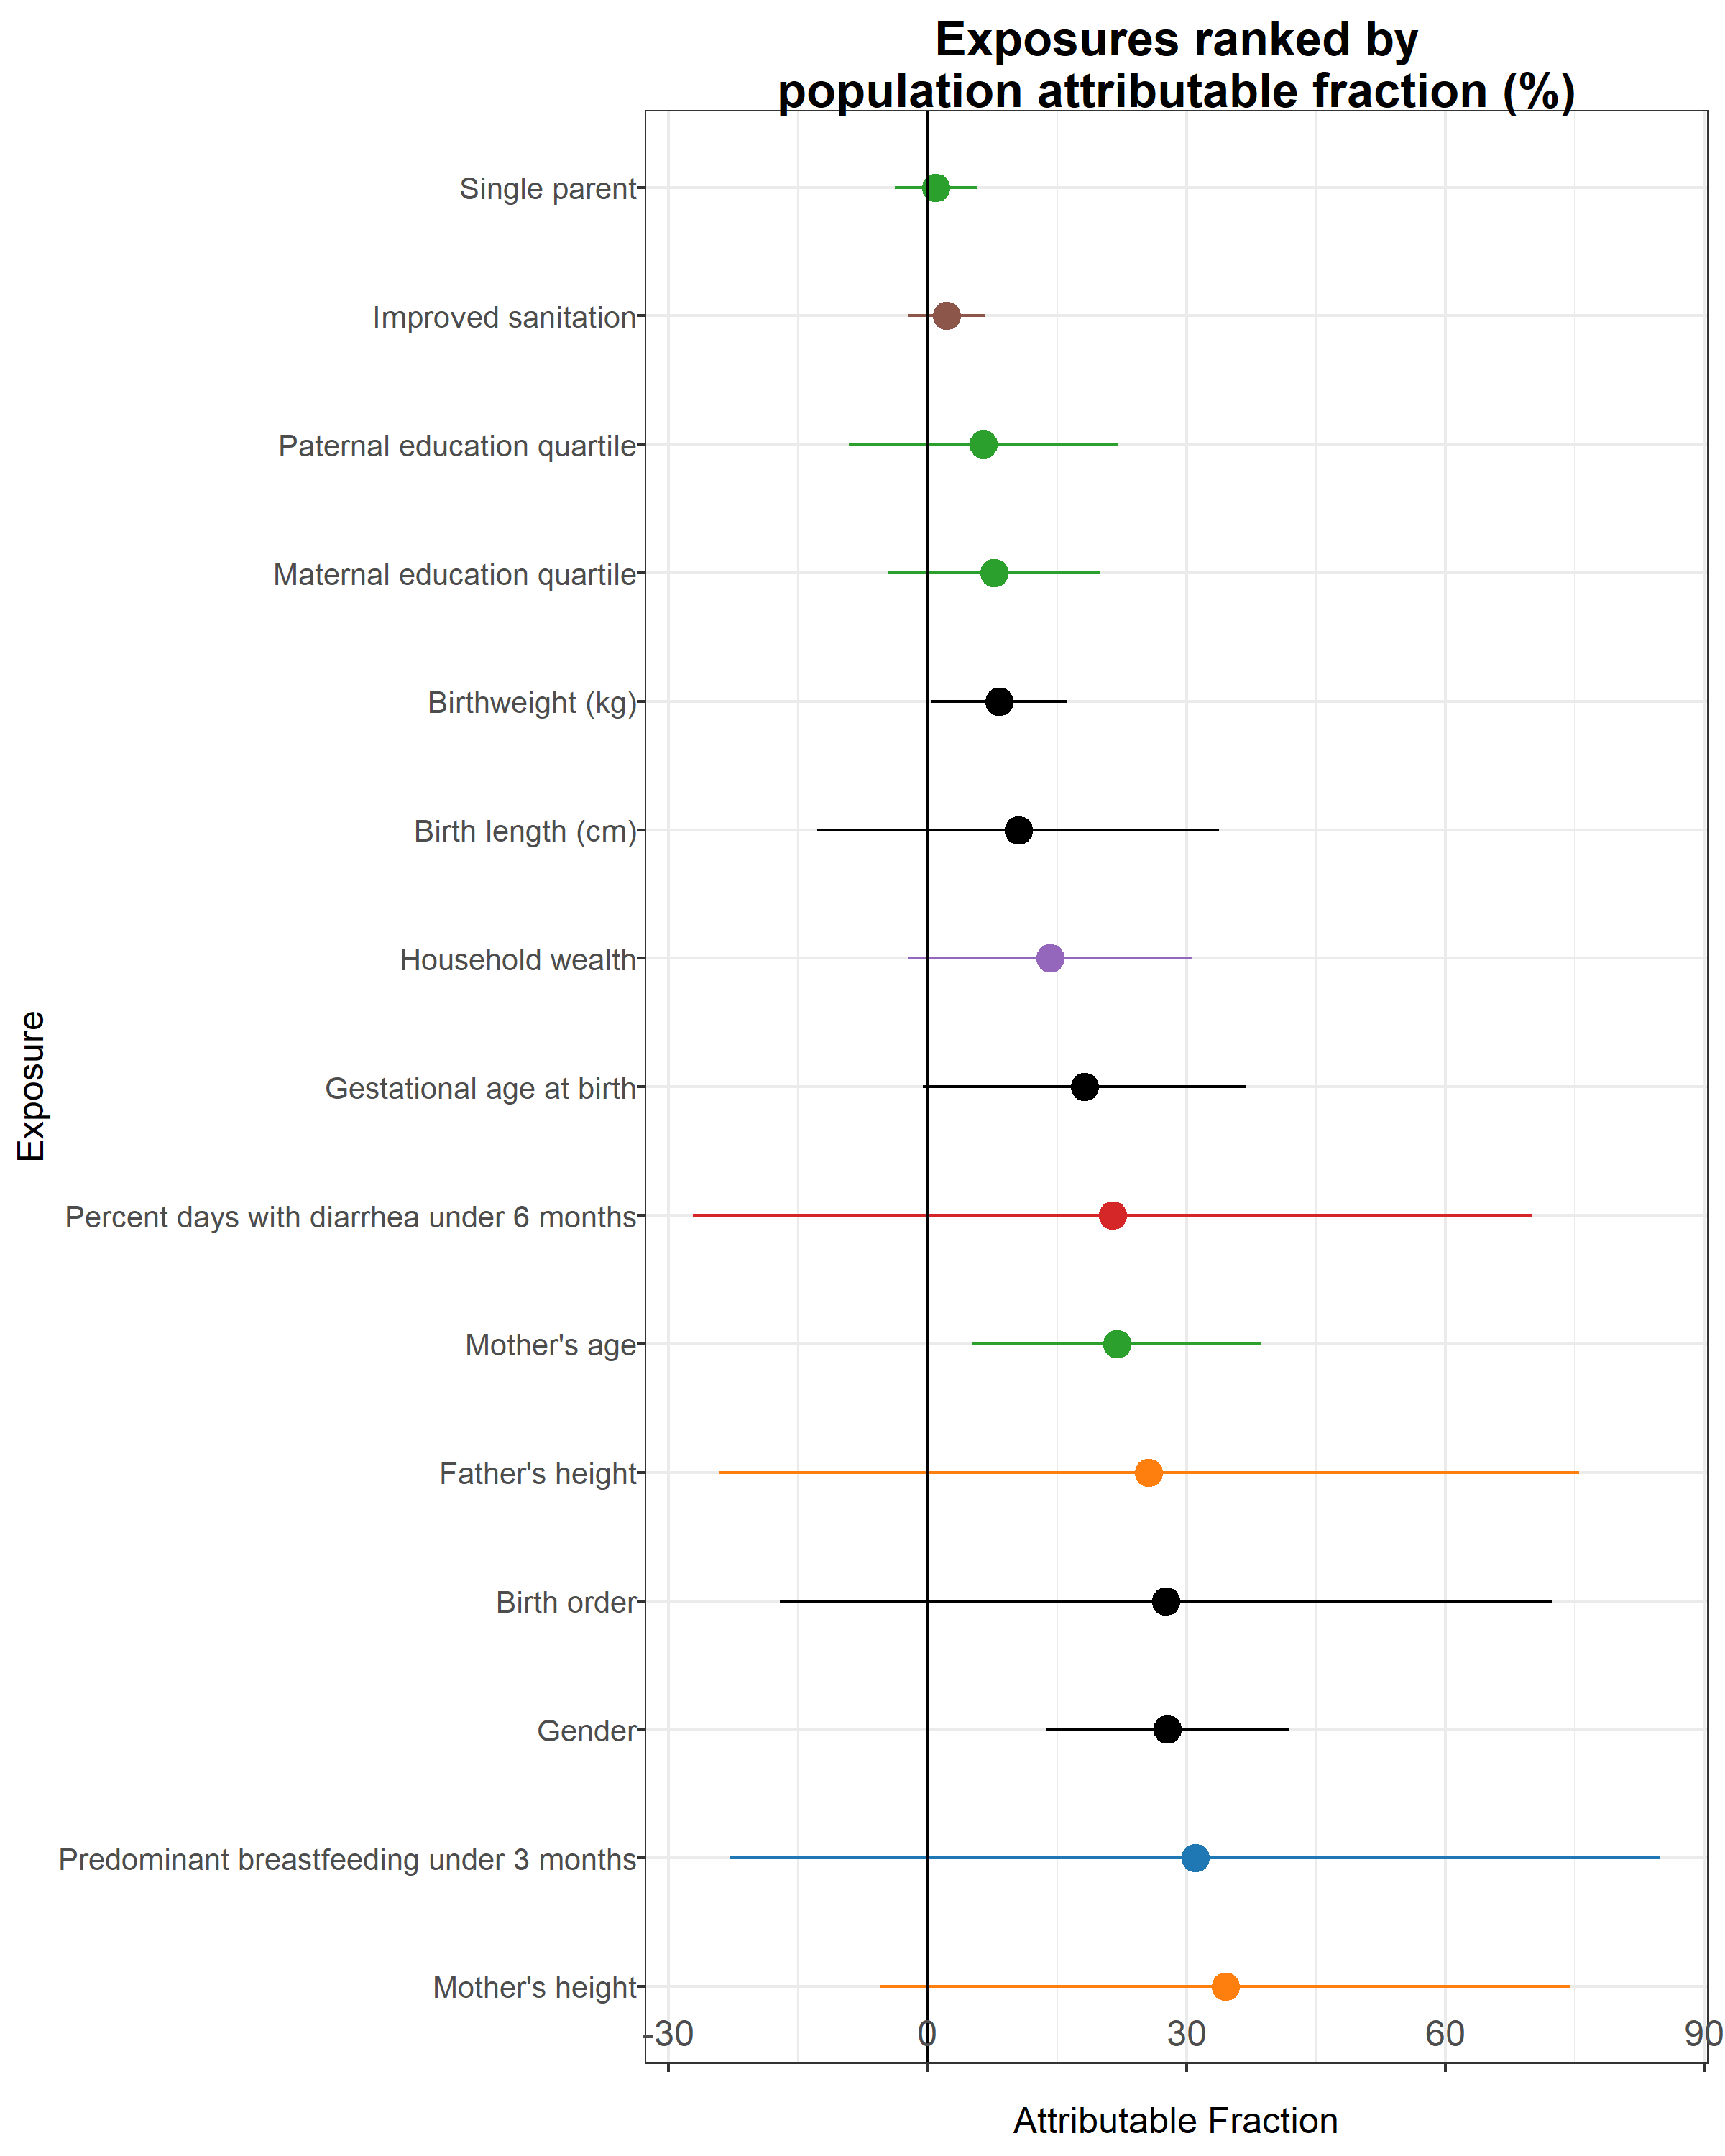 Exposures ranked by
population attributable fraction (%)
Single parent
Improved sanitation
Paternal education quartile
Maternal education quartile
Birthweight (kg)
Birth length (cm)
Household wealth
Gestational age at birth
Percent days with diarrhea under 6 months
Mother's age
Father's height
Birth order
Gender
Predominant breastfeeding under 3 months
Mother's height
Exposure
-30 0 30 60 90
Attributable Fraction